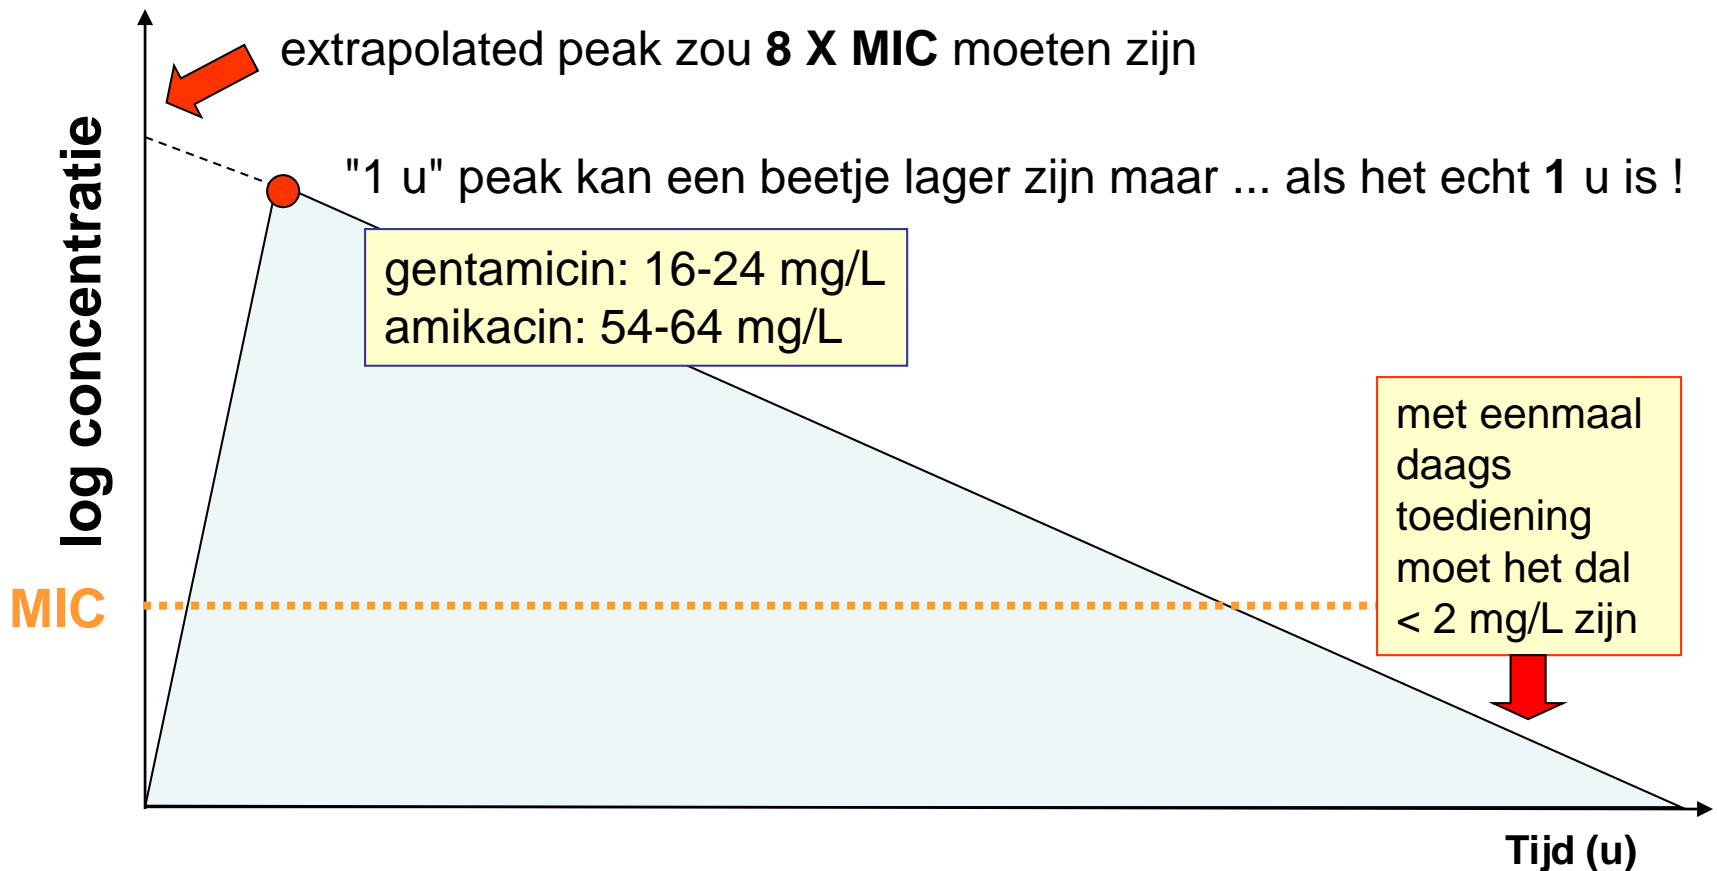 extrapolated peak zou 8 X MIC moeten zijn
"1 u" peak kan een beetje lager zijn maar ... als het echt 1 u is !
log concentratie
gentamicin: 16-24 mg/L
amikacin: 54-64 mg/L
met eenmaal
daags
toediening
moet het dal
< 2 mg/L zijn
MIC
Tijd (u)